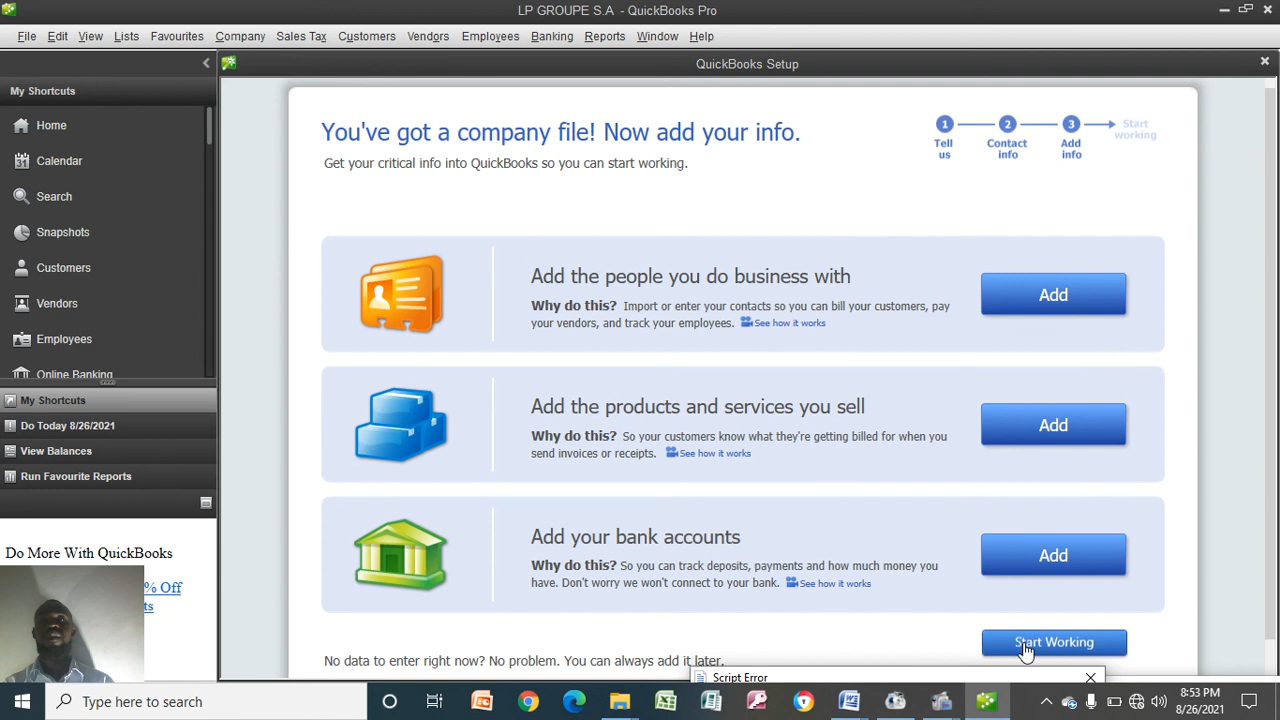 LP GROUPE S.A - QuickBooks Pro
File Edit View Lists Favourites Company Sales Tax Customers Vendors Employees Banking Reports Window Help
QuickBooks Setup
My Shortcuts
Home
Calendar
Search
Snapshots
Customers
Vendors
Employees
Online Banking
My Shortcuts
Do Today 8/26/2021
View Balances
Run Favourite Reports
Do More With QuickBooks
% Off
ts
You've got a company file! Now add your info.
Get your critical info into QuickBooks so you can start working.
1 2 3 Start
working
Tell
us
Contact
info
Add
info
Add the people you do business with
Why do this? Import or enter your contacts so you can bill your customers, pay
your vendors, and track your employees. See how it works
Add
Add the products and services you sell
Why do this? So your customers know what they're getting billed for when you
send invoices or receipts. See how it works
Add
Add your bank accounts
Why do this? So you can track deposits, payments and how much money you
have. Don't worry we won't connect to your bank. See how it works
Add
Start Working
No data to enter right now? No problem. You can always add it later.
Script Error
Type here to search
8:53 PM
8/26/2021